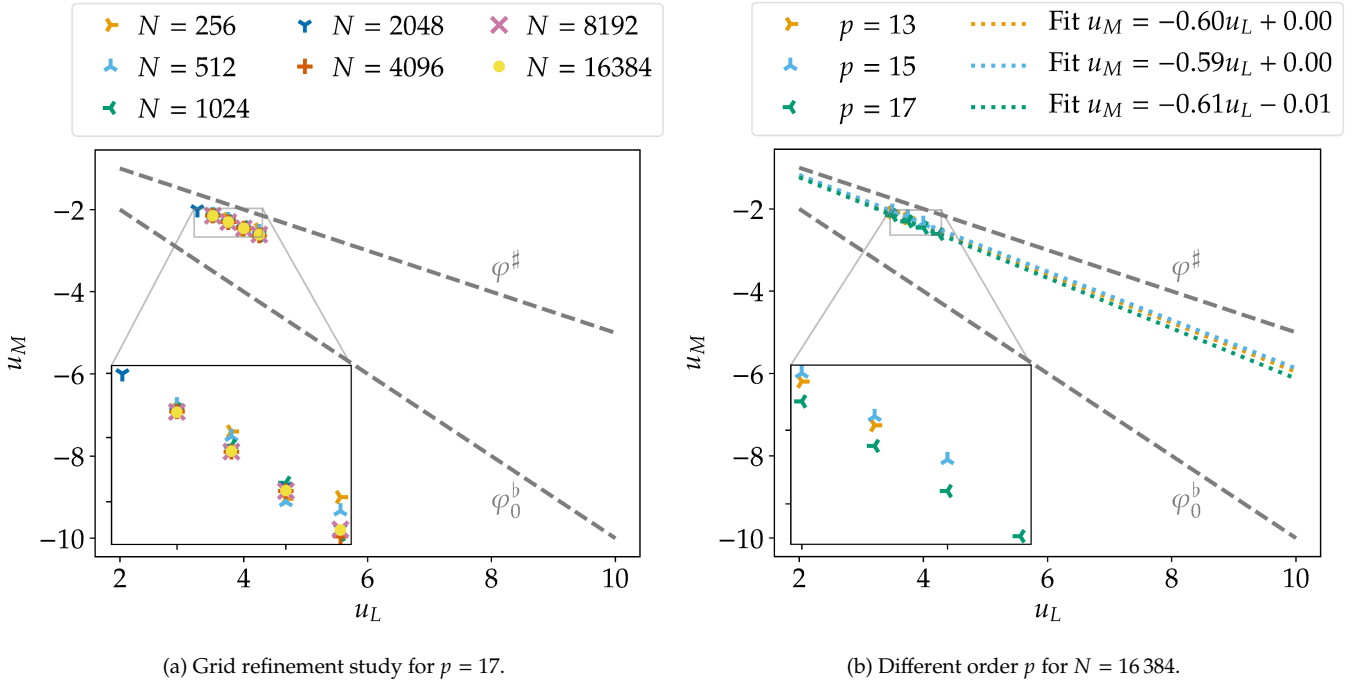 N = 256
N = 512
N = 1024
N = 2048
N = 4096
N = 8192
N = 16384
u_M
−2
−4
−6
−8
−10
φ^♯
φ_0^♭
2
4
6
8
10
u_L
(a) Grid refinement study for p = 17.
p = 13
p = 15
p = 17
Fit u_M = −0.60u_L + 0.00
Fit u_M = −0.59u_L + 0.00
Fit u_M = −0.61u_L − 0.01
u_M
−2
−4
−6
−8
−10
φ^♯
φ_0^♭
2
4
6
8
10
u_L
(b) Different order p for N = 16 384.